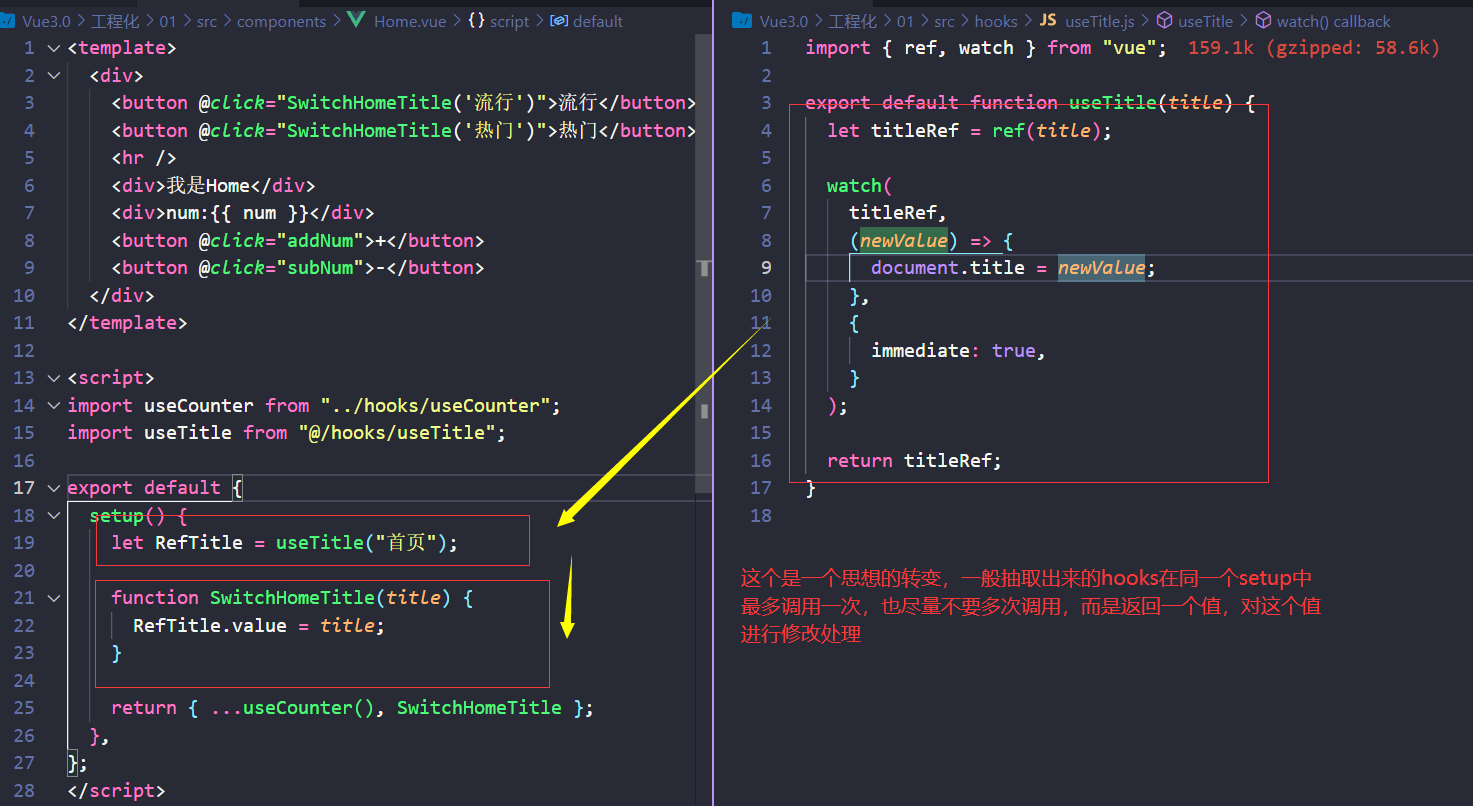 Vue3.0 > 工程化 > 01 > src > components > Home.vue > {} script > default
1 <template>
2 <div>
3 <button @click="SwitchHomeTitle('流行')">流行</button>
4 <button @click="SwitchHomeTitle('热门')">热门</button>
5 <hr />
6 <div>我是Home</div>
7 <div>num:{{ num }}</div>
8 <button @click="addNum">+</button>
9 <button @click="subNum">-</button>
10 </div>
11 </template>
12
13 <script>
14 import useCounter from "../hooks/useCounter";
15 import useTitle from "@/hooks/useTitle";
16
17 export default {
18 setup() {
19 let RefTitle = useTitle("首页");
20
21 function SwitchHomeTitle(title) {
22 RefTitle.value = title;
23 }
24
25 return { ...useCounter(), SwitchHomeTitle };
26 },
27 };
28 </script>
Vue3.0 > 工程化 > 01 > src > hooks > JS useTitle.js > useTitle > watch() callback
1 import { ref, watch } from "vue"; 159.1k (gzipped: 58.6k)
2
3 export default function useTitle(title) {
4 let titleRef = ref(title);
5
6 watch(
7 titleRef,
8 (newValue) => {
9 document.title = newValue;
10 },
11 {
12 immediate: true,
13 }
14 );
15
16 return titleRef;
17 }
18
这个是一个思想的转变，一般抽取出来的hooks在同一个setup中
最多调用一次，也尽量不要多次调用，而是返回一个值，对这个值
进行修改处理